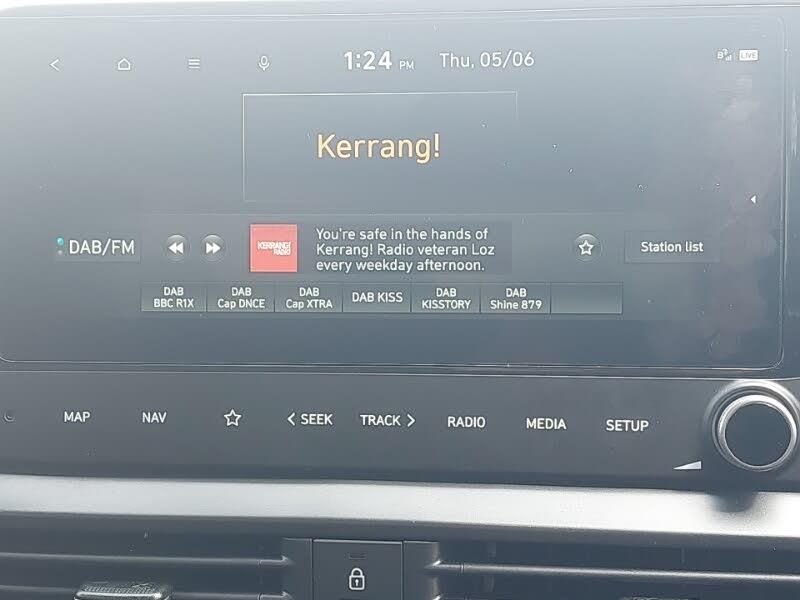 1:24 PM Thu, 05/06
LIVE
Kerrang!
DAB/FM
KERRANG!
RADIO
You're safe in the hands of
Kerrang! Radio veteran Loz
every weekday afternoon.
Station list
DAB
BBC R1X
DAB
Cap DNCE
DAB
Cap XTRA
DAB KISS
DAB
KISSTORY
DAB
Shine 879
MAP
NAV
< SEEK
TRACK >
RADIO
MEDIA
SETUP